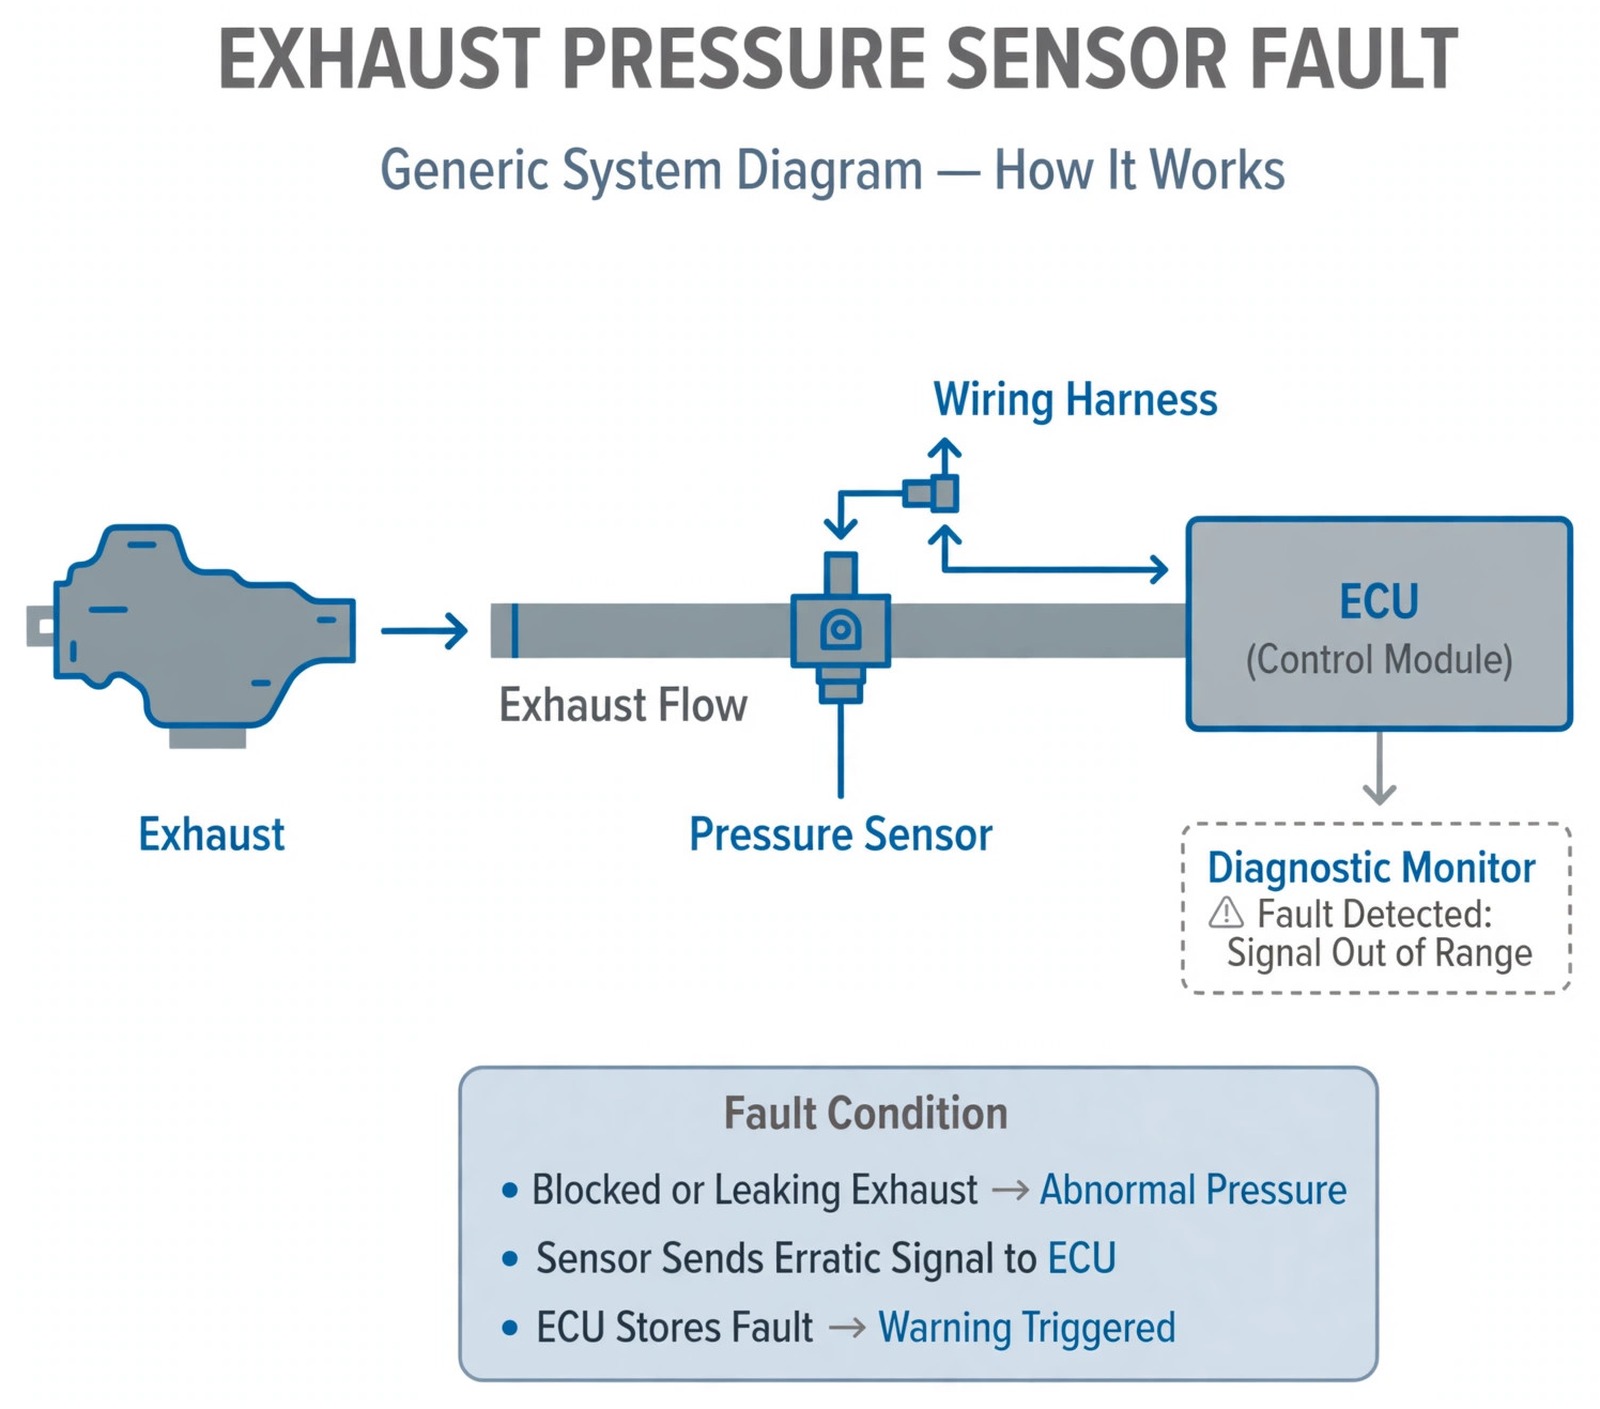 EXHAUST PRESSURE SENSOR FAULT
Generic System Diagram — How It Works
Wiring Harness
ECU
(Control Module)
Exhaust Flow
Exhaust
Pressure Sensor
Diagnostic Monitor
⚠ Fault Detected:
Signal Out of Range
Fault Condition
• Blocked or Leaking Exhaust → Abnormal Pressure
• Sensor Sends Erratic Signal to ECU
• ECU Stores Fault → Warning Triggered